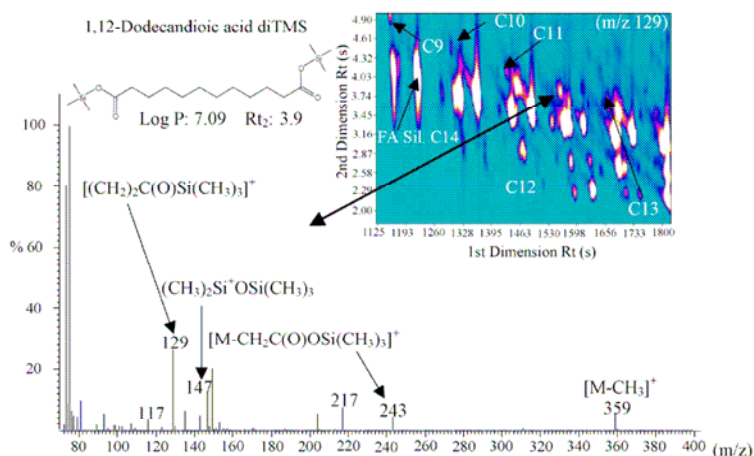 1,12-Dodecandioic acid diTMS
Si
O
O
O
O
Si
Log P: 7.09 Rt₂: 3.9
C9
C10
C11
(m/z 129)
FA Sil. C14
C12
C13
2nd Dimension Rt (s)
4.90
4.61
4.32
4.03
3.74
3.45
3.16
2.87
2.58
2.29
2.00
1125 1193 1260 1328 1395 1463 1530 1598 1665 1733 1800
1st Dimension Rt (s)
% 
100
80
60
40
20
[(CH₂)₂C(O)Si(CH₃)₃]⁺
(CH₃)₂Si⁺OSi(CH₃)₃
[M-CH₂C(O)OSi(CH₃)₃]⁺
[M-CH₃]⁺
117
129
147
217
243
359
80 100 120 140 160 180 200 220 240 260 280 300 320 340 360 380 400
(m/z)